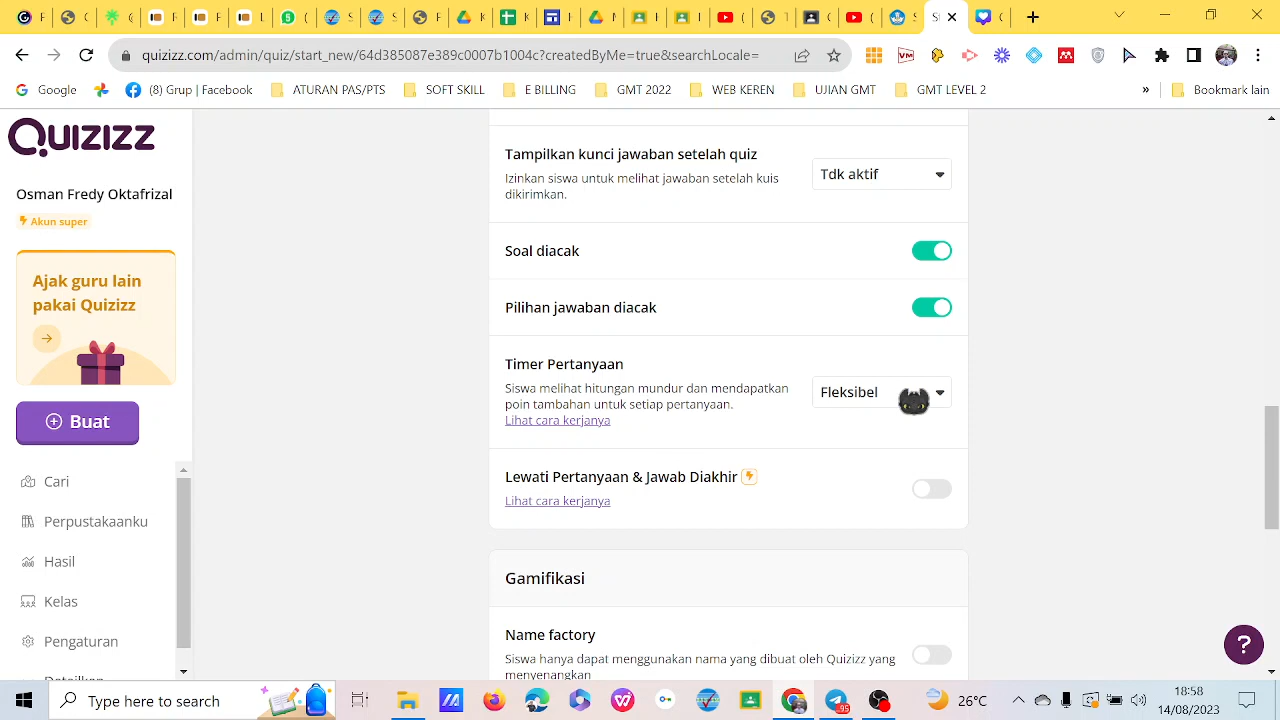 quizizz.com/admin/quiz/start_new/64d385087e389c0007b1004c?createdByMe=true&searchLocale=
Google
(8) Grup | Facebook
ATURAN PAS/PTS
SOFT SKILL
E BILLING
GMT 2022
WEB KEREN
UJIAN GMT
GMT LEVEL 2
»
Bookmark lain
QUIZIZZ
Osman Fredy Oktafrizal
Akun super
Ajak guru lain
pakai Quizizz
Buat
Cari
Perpustakaanku
Hasil
Kelas
Pengaturan
Tampilkan kunci jawaban setelah quiz
Izinkan siswa untuk melihat jawaban setelah kuis
dikirimkan.
Tdk aktif
Soal diacak
Pilihan jawaban diacak
Timer Pertanyaan
Siswa melihat hitungan mundur dan mendapatkan
poin tambahan untuk setiap pertanyaan.
Lihat cara kerjanya
Fleksibel
Lewati Pertanyaan & Jawab Diakhir
Lihat cara kerjanya
Gamifikasi
Name factory
Siswa hanya dapat menggunakan nama yang dibuat oleh Quizizz yang
menyenangkan
?
Type here to search
95
26°C
18:58
14/08/2023